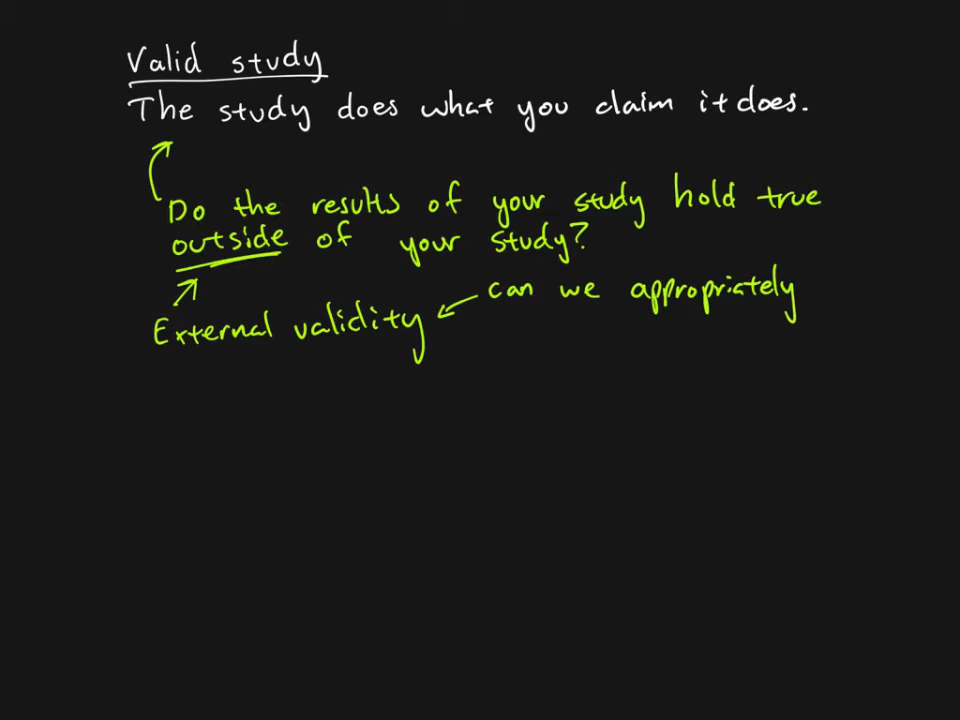 Valid study
The study does what you claim it does.
Do the results of your study hold true
outside of your study?
can we appropriately
External validity